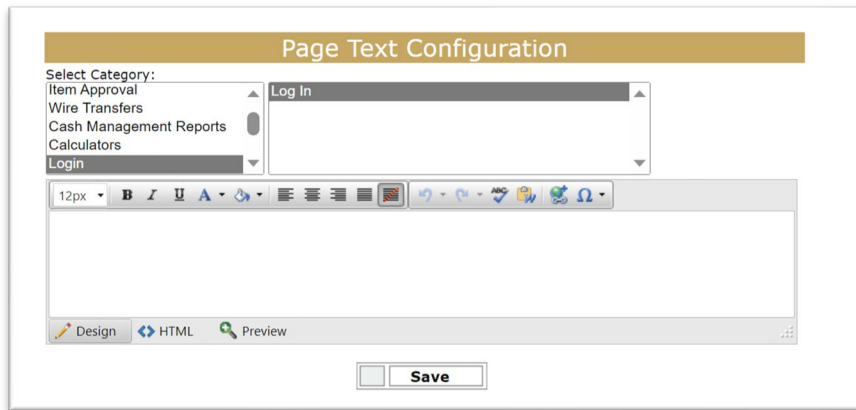 Page Text Configuration
Select Category:
Item Approval
Wire Transfers
Cash Management Reports
Calculators
Login
Log In
12px B I U A ABC W Ω
Design HTML Preview
Save